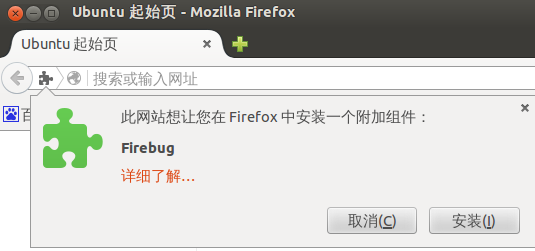 Ubuntu 起始页 - Mozilla Firefox
Ubuntu 起始页
搜索或输入网址
百
此网站想让您在 Firefox 中安装一个附加组件：
Firebug
详细了解…
取消(C) 安装(I)